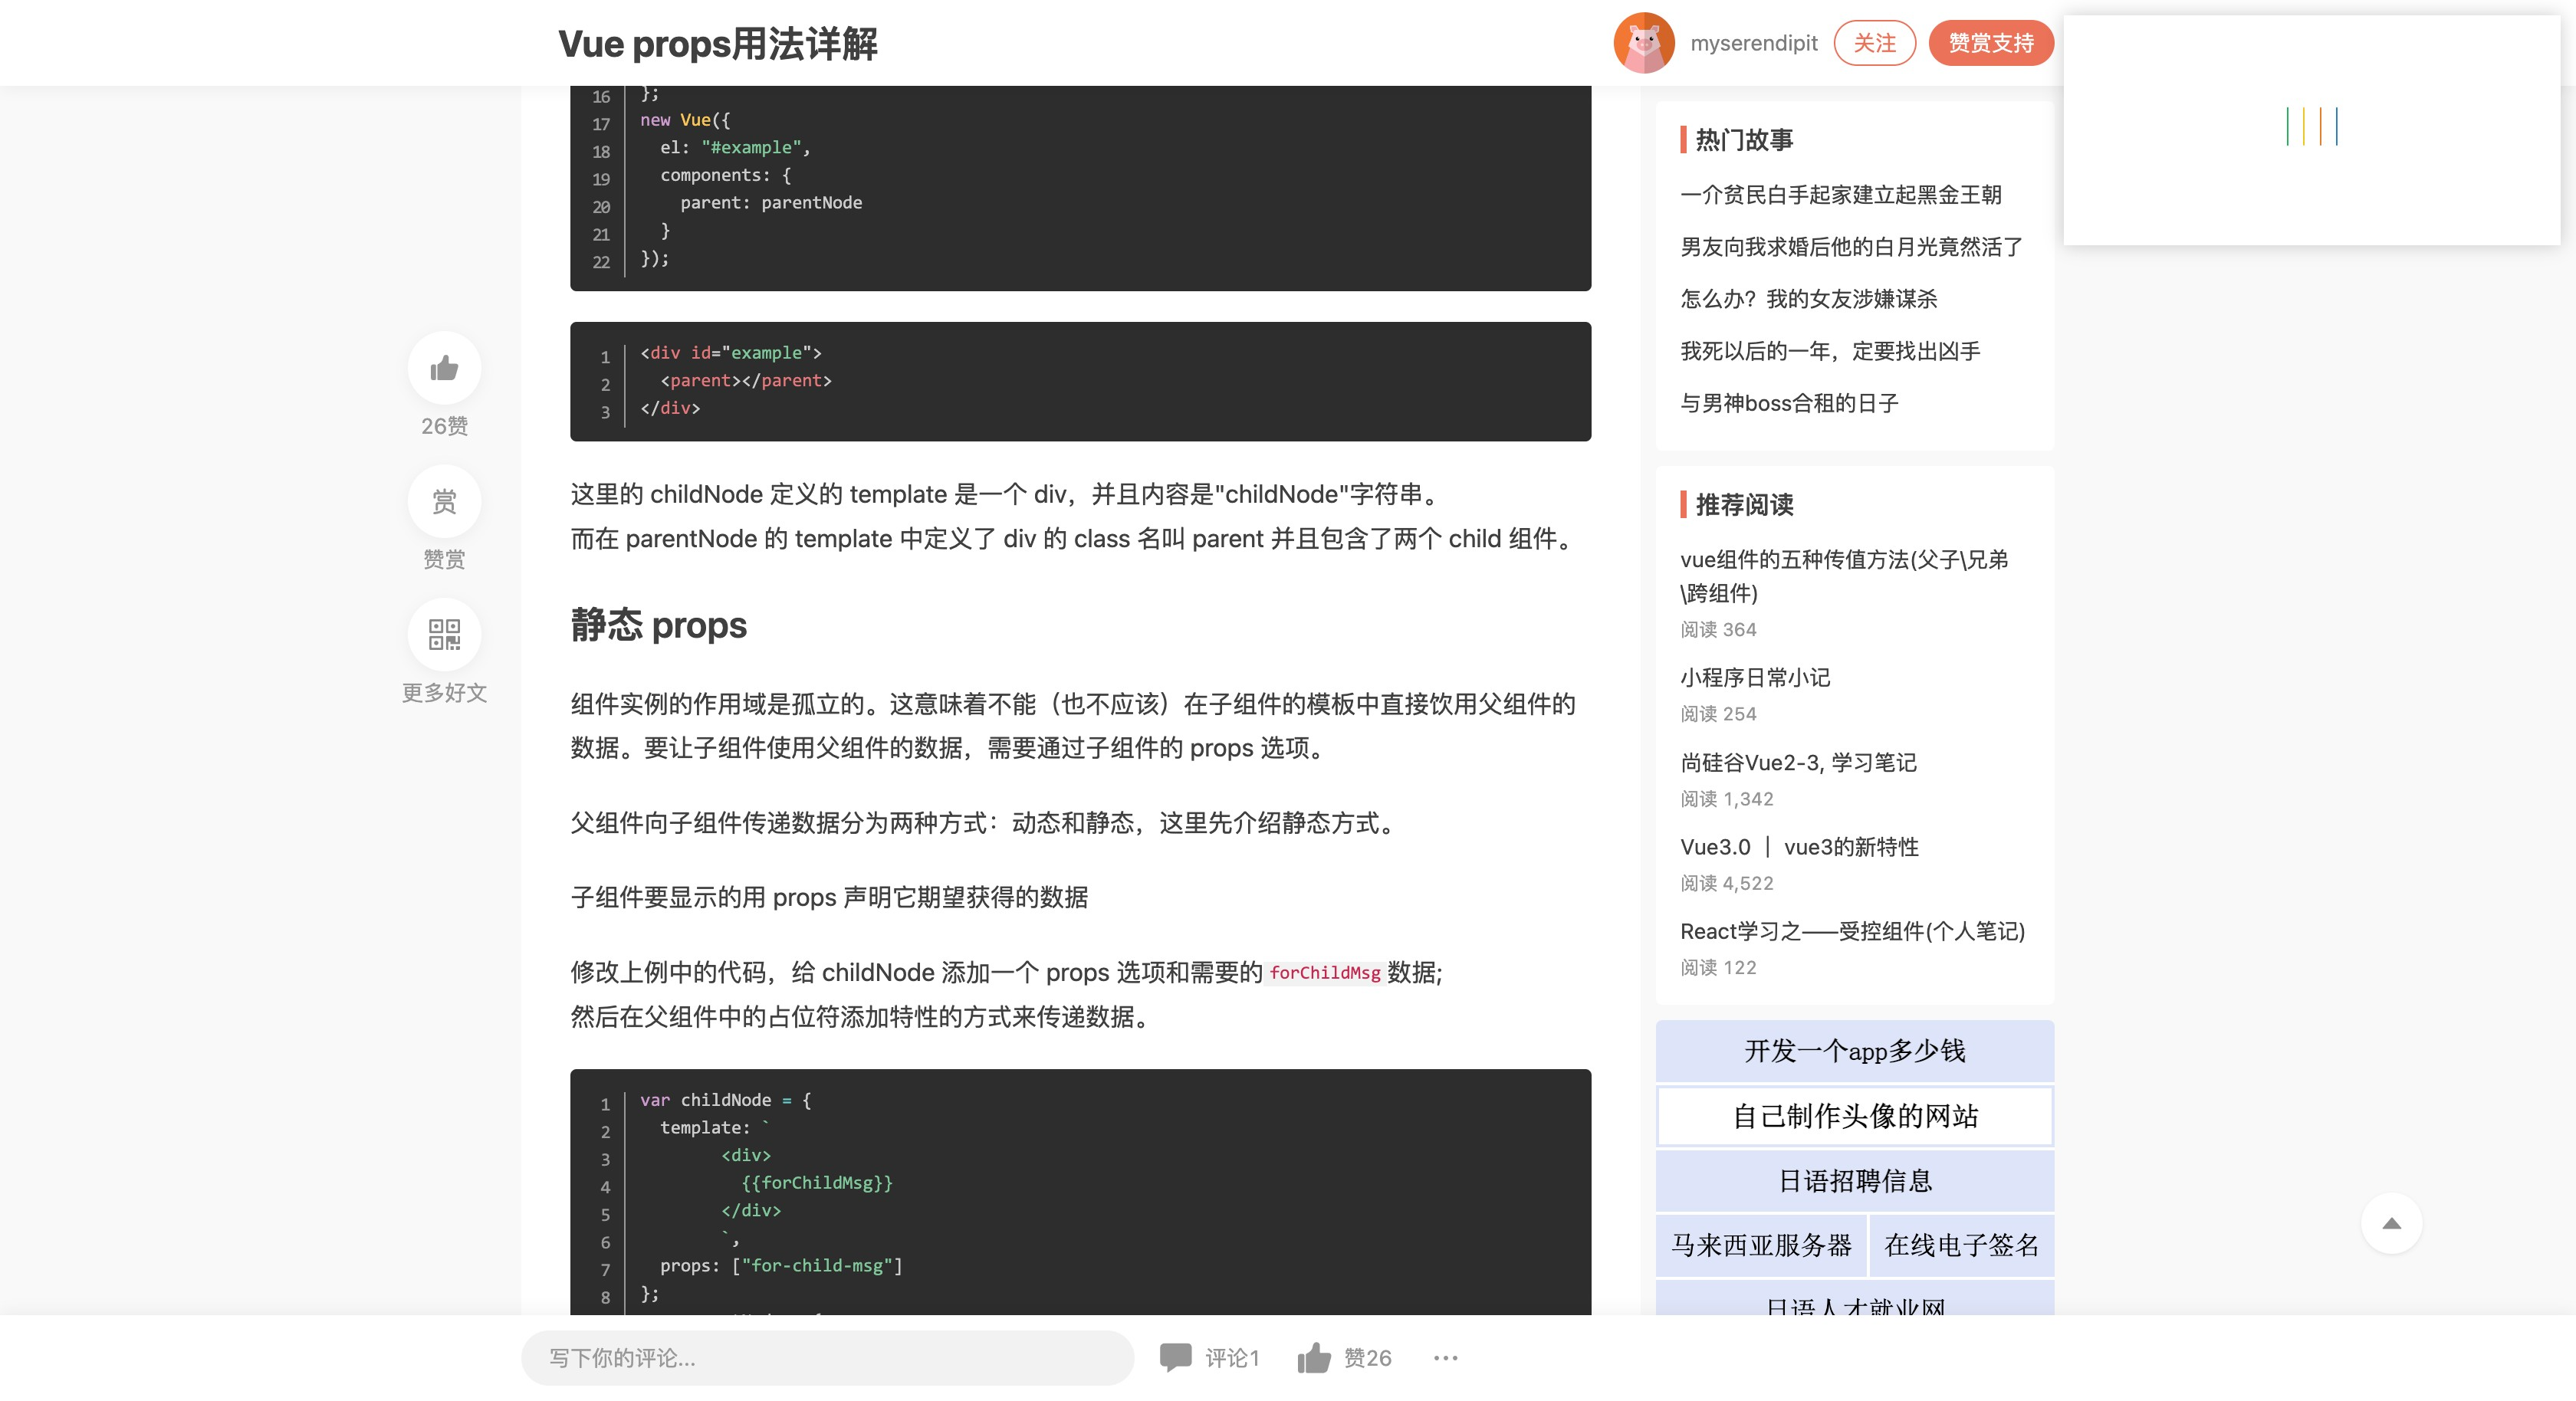 Vue props用法详解
myserendipit
关注
赞赏支持
16 };
17 new Vue({
18   el: "#example",
19   components: {
20     parent: parentNode
21   }
22 });
1 <div id="example">
2   <parent></parent>
3 </div>
这里的 childNode 定义的 template 是一个 div，并且内容是"childNode"字符串。
而在 parentNode 的 template 中定义了 div 的 class 名叫 parent 并且包含了两个 child 组件。
静态 props
组件实例的作用域是孤立的。这意味着不能（也不应该）在子组件的模板中直接饮用父组件的
数据。要让子组件使用父组件的数据，需要通过子组件的 props 选项。
父组件向子组件传递数据分为两种方式：动态和静态，这里先介绍静态方式。
子组件要显示的用 props 声明它期望获得的数据
修改上例中的代码，给 childNode 添加一个 props 选项和需要的forChildMsg数据;
然后在父组件中的占位符添加特性的方式来传递数据。
1 var childNode = {
2   template: `
3         <div>
4           {{forChildMsg}}
5         </div>
6         `,
7   props: ["for-child-msg"]
8 };
26赞
赏
赞赏
更多好文
热门故事
一个贫民白手起家建立起黑金王朝
男友向我求婚后他的白月光竟然活了
怎么办？我的女友涉嫌谋杀
我死以后的一年，定要找出凶手
与男神boss合租的日子
推荐阅读
vue组件的五种传值方法(父子\兄弟
\跨组件)
阅读 364
小程序日常小记
阅读 254
尚硅谷Vue2-3, 学习笔记
阅读 1,342
Vue3.0 ｜ vue3的新特性
阅读 4,522
React学习之——受控组件(个人笔记)
阅读 122
开发一个app多少钱
自己制作头像的网站
日语招聘信息
马来西亚服务器
在线电子签名
日语人才就业网
写下你的评论...
评论1
赞26